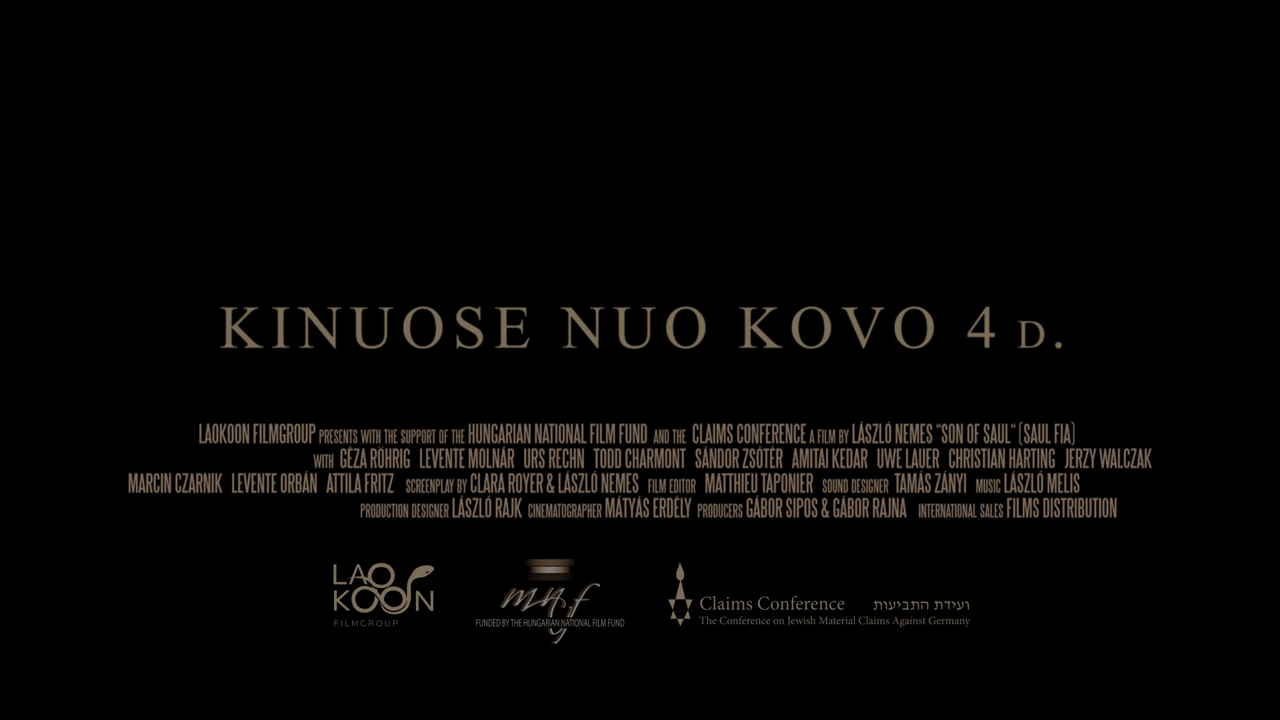 KINUOSE NUO KOVO 4 D.
LAOKOON FILMGROUP PRESENTS WITH THE SUPPORT OF THE HUNGARIAN NATIONAL FILM FUND AND THE CLAIMS CONFERENCE A FILM BY LÁSZLÓ NEMES "SON OF SAUL" (SAUL FIA)
WITH GÉZA RÖHRIG LEVENTE MOLNÁR URS RECHN TODD CHARMONT SÁNDOR ZSÓTÉR AMITAI KEDAR UWE LAUER CHRISTIAN HARTING JERZY WALCZAK
MARCIN CZARNIK LEVENTE ORBÁN ATTILA FRITZ SCREENPLAY BY CLARA ROYER & LÁSZLÓ NEMES FILM EDITOR MATTHIEU TAPONIER SOUND DESIGNER TAMÁS ZÁNYI MUSIC LÁSZLÓ MELIS
PRODUCTION DESIGNER LÁSZLÓ RAJK CINEMATOGRAPHER MÁTYÁS ERDÉLY PRODUCERS GÁBOR SIPOS & GÁBOR RAJNA INTERNATIONAL SALES FILMS DISTRIBUTION
LAO
KOON
FILMGROUP
mnf
FUNDED BY THE HUNGARIAN NATIONAL FILM FUND
Claims Conference ועידת התביעות
The Conference on Jewish Material Claims Against Germany